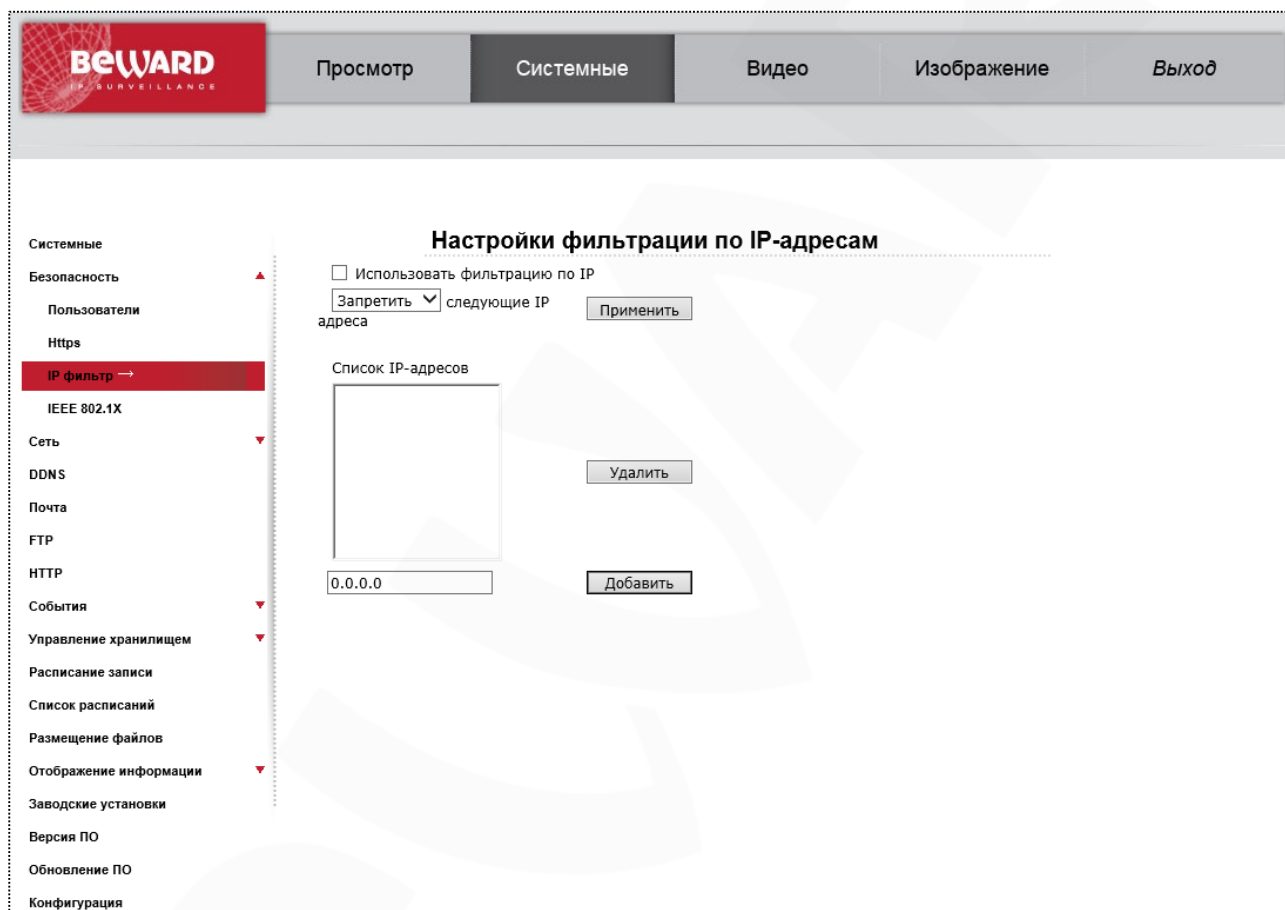 BEWARD
IP SURVEILLANCE
Просмотр
Системные
Видео
Изображение
Выход
Системные
Безопасность
Пользователи
Https
IP фильтр →
IEEE 802.1X
Сеть
DDNS
Почта
FTP
HTTP
События
Управление хранилищем
Расписание записи
Список расписаний
Размещение файлов
Отображение информации
Заводские установки
Версия ПО
Обновление ПО
Конфигурация
Настройки фильтрации по IP-адресам
Использовать фильтрацию по IP
Запретить следующие IP
адреса
Применить
Список IP-адресов
Удалить
0.0.0.0
Добавить